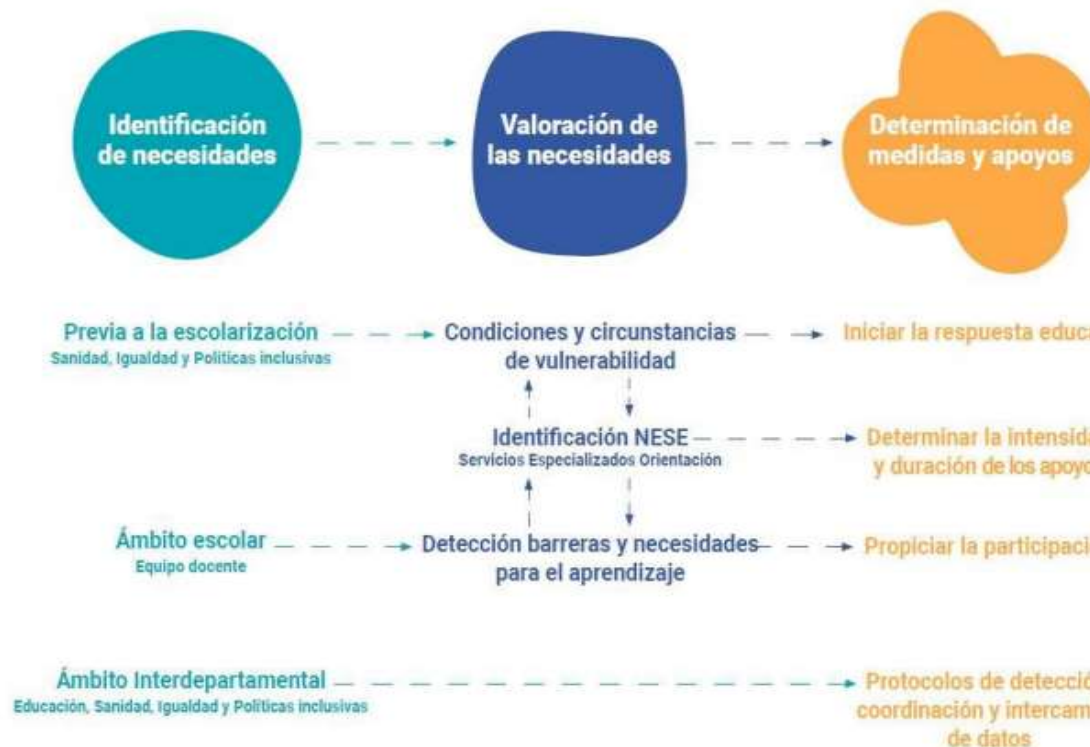 Identificación
de necesidades
Valoración de
las necesidades
Determinación de
medidas y apoyos
Previa a la escolarización
Sanidad, Igualdad y Políticas inclusivas
Condiciones y circunstancias
de vulnerabilidad
Iniciar la respuesta educa
Identificación NESE
Servicios Especializados Orientación
Determinar la intensida
y duración de los apoyo
Ámbito escolar
Equipo docente
Detección barreras y necesidades
para el aprendizaje
Propiciar la participaci
Ámbito Interdepartamental
Educación, Sanidad, Igualdad y Políticas inclusivas
Protocolos de detecció
coordinación y intercam
de datos